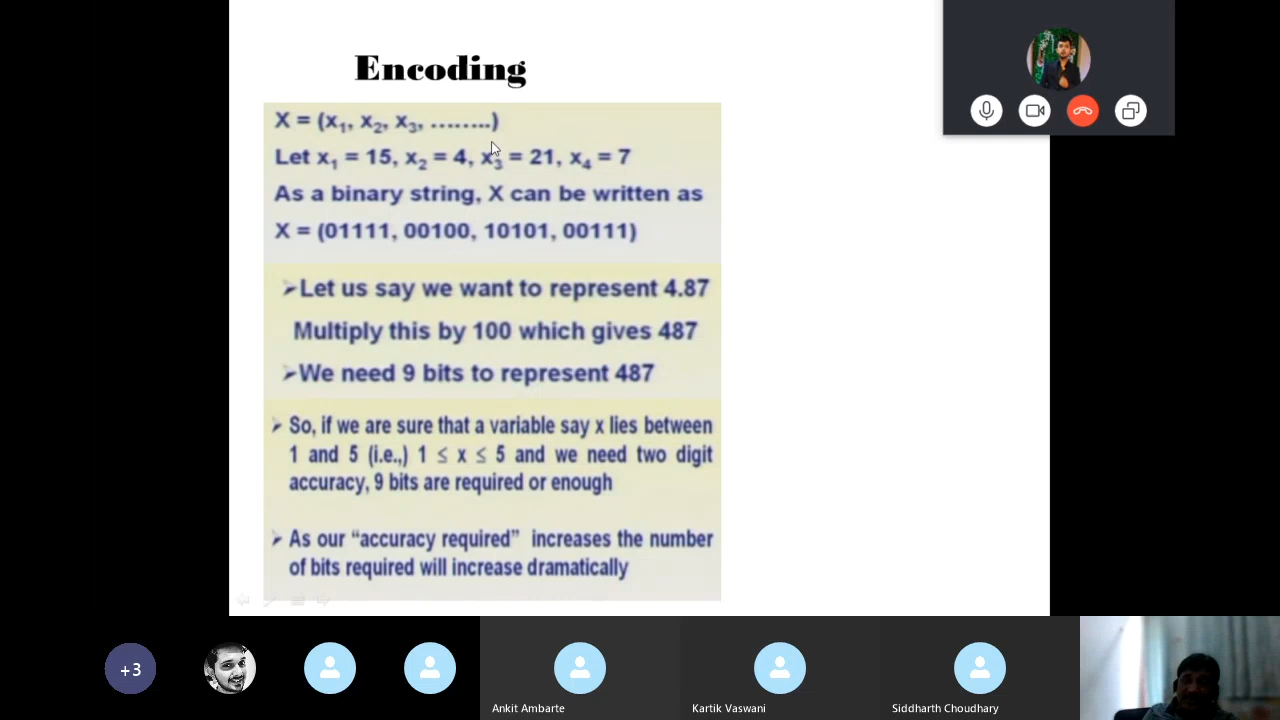 Encoding
X = (x1, x2, x3, ........)
Let x1 = 15, x2 = 4, x3 = 21, x4 = 7
As a binary string, X can be written as
X = (01111, 00100, 10101, 00111)
➢Let us say we want to represent 4.87
Multiply this by 100 which gives 487
➢We need 9 bits to represent 487
➢ So, if we are sure that a variable say x lies between
1 and 5 (i.e.,) 1 ≤ x ≤ 5 and we need two digit
accuracy, 9 bits are required or enough
➢ As our “accuracy required” increases the number
of bits required will increase dramatically
+3
Ankit Ambarte
Kartik Vaswani
Siddharth Choudhary